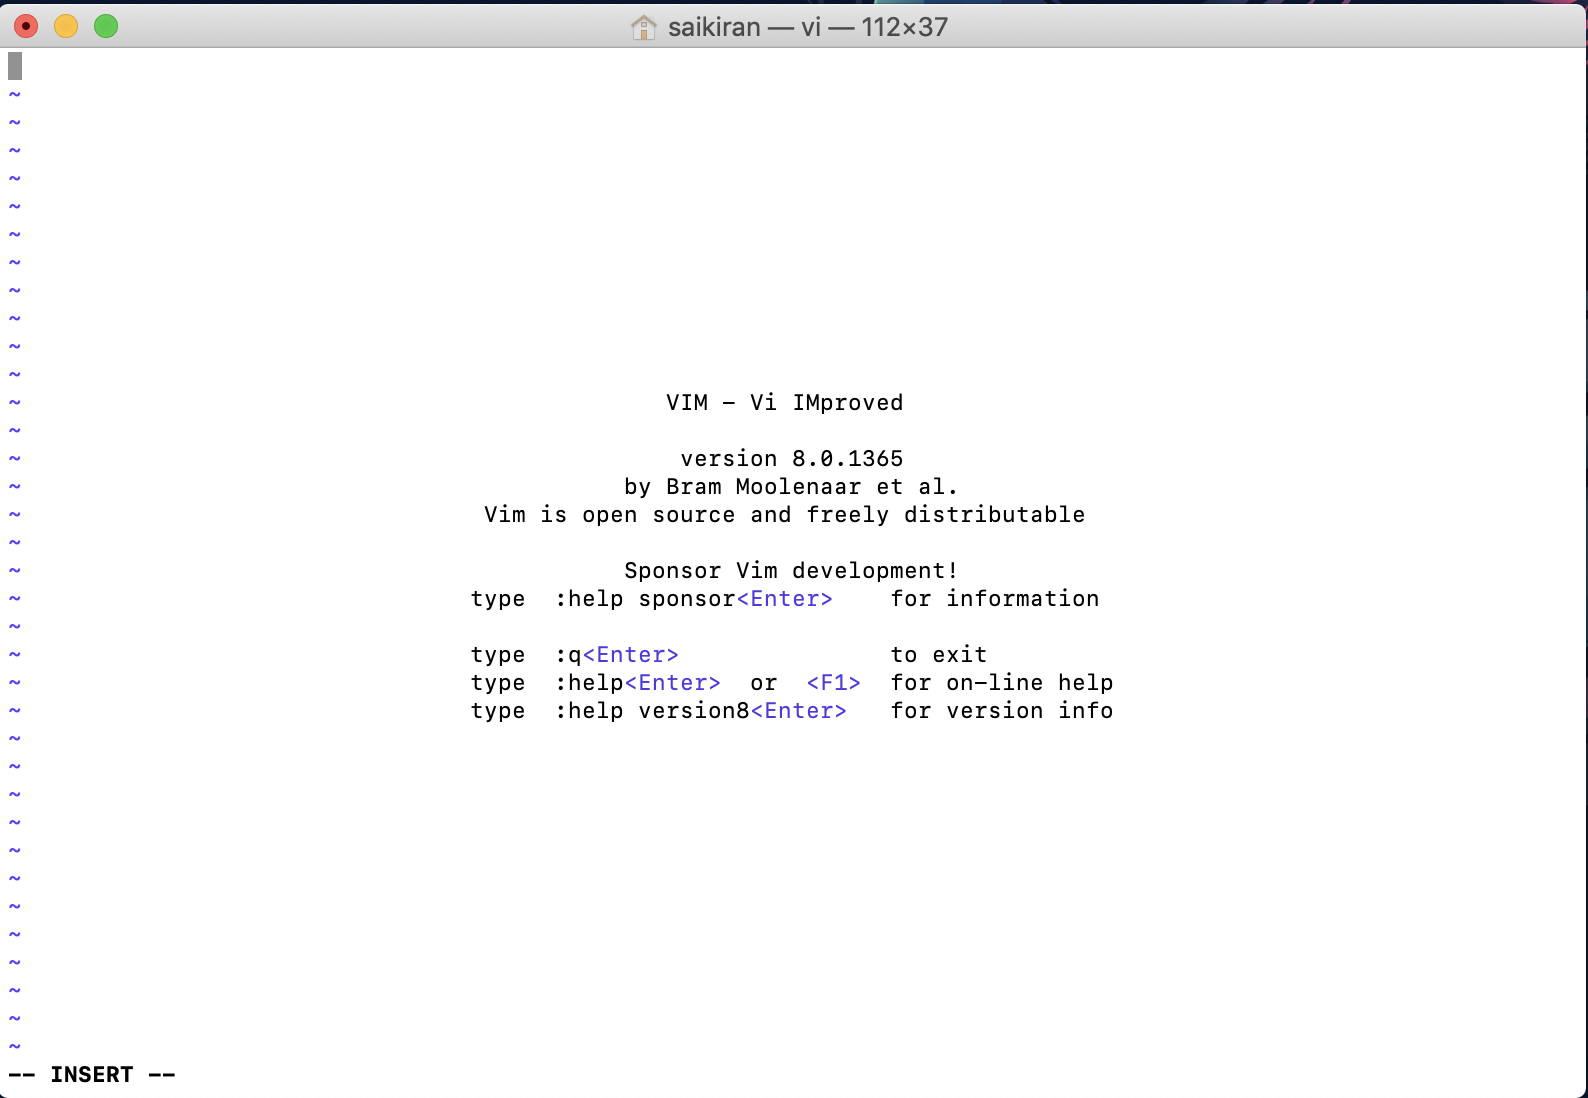 saikiran — vi — 112×37
~
~
~
~
~
~
~
~
~
~
~
~ VIM - Vi IMproved
~
~ version 8.0.1365
~ by Bram Moolenaar et al.
~ Vim is open source and freely distributable
~
~ Sponsor Vim development!
~ type :help sponsor<Enter> for information
~
~ type :q<Enter> to exit
~ type :help<Enter> or <F1> for on-line help
~ type :help version8<Enter> for version info
~
~
~
~
~
~
~
~
~
~
~
~
-- INSERT --